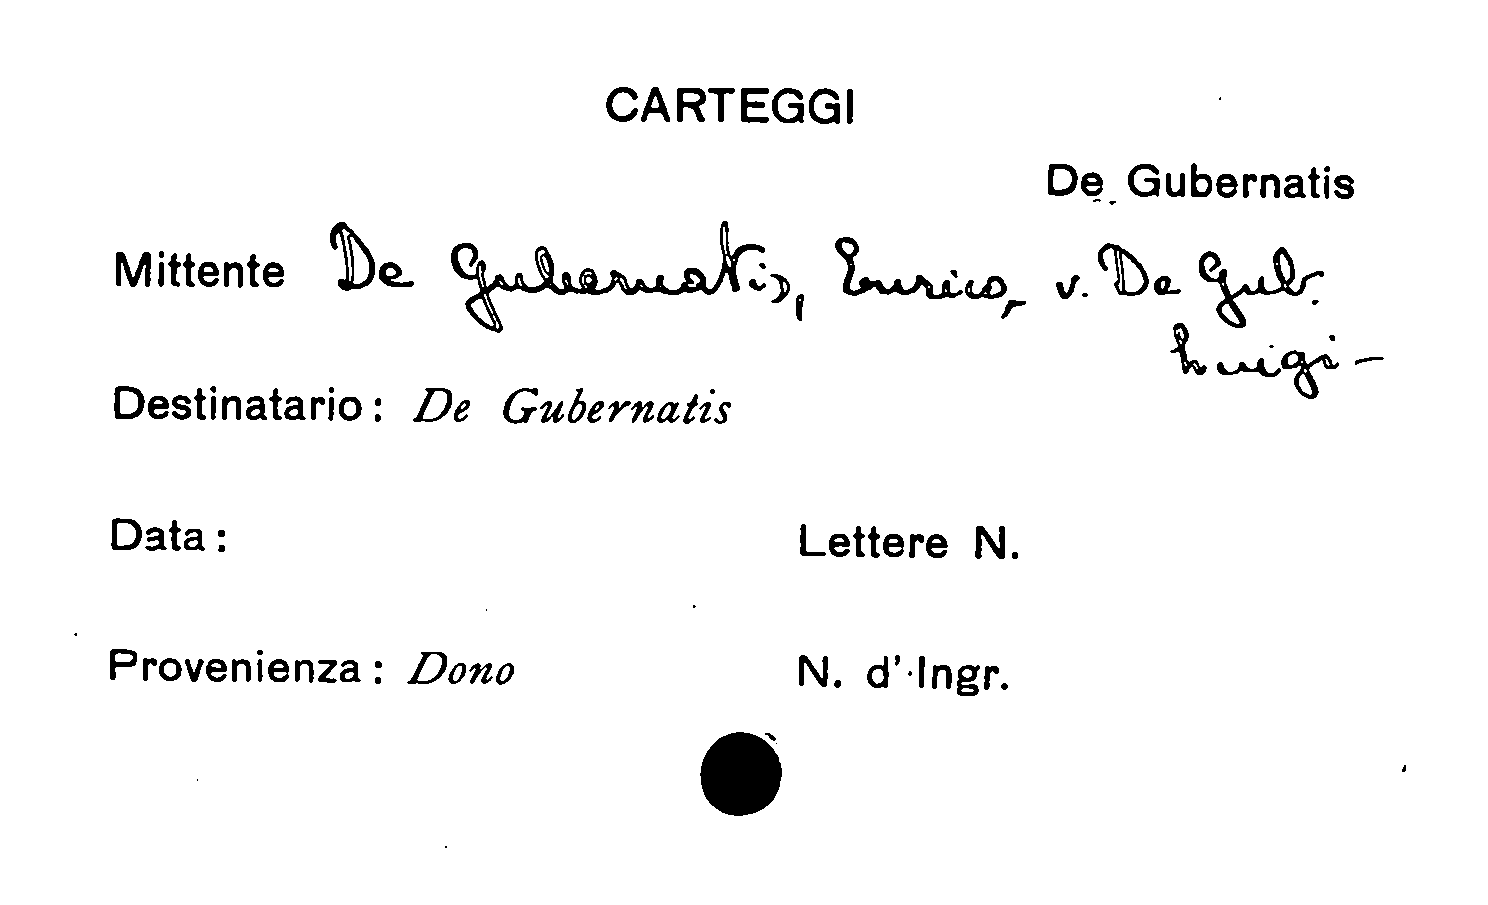 CARTEGGI
De Gubernatis
Mittente De Gubernatis, Enrico, v. De Gub.
Luigi –
Destinatario: De Gubernatis
Data:
Lettere N.
Provenienza: Dono
N. d' Ingr.